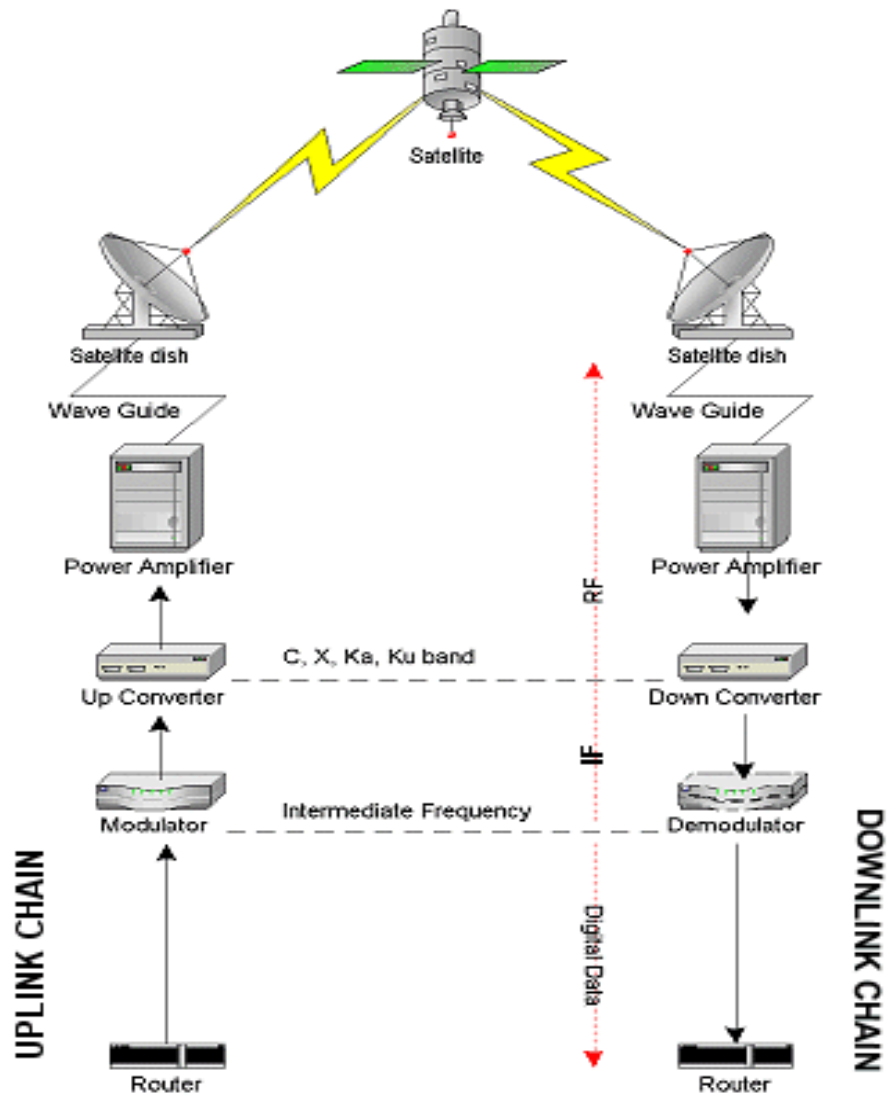 Satellite
Satellite dish
Satellite dish
Wave Guide
Wave Guide
Power Amplifier
Power Amplifier
RF
C, X, Ka, Ku band
Up Converter
Down Converter
IF
Intermediate Frequency
Modulator
Demodulator
UPLINK CHAIN
DOWNLINK CHAIN
Digital Data
Router
Router